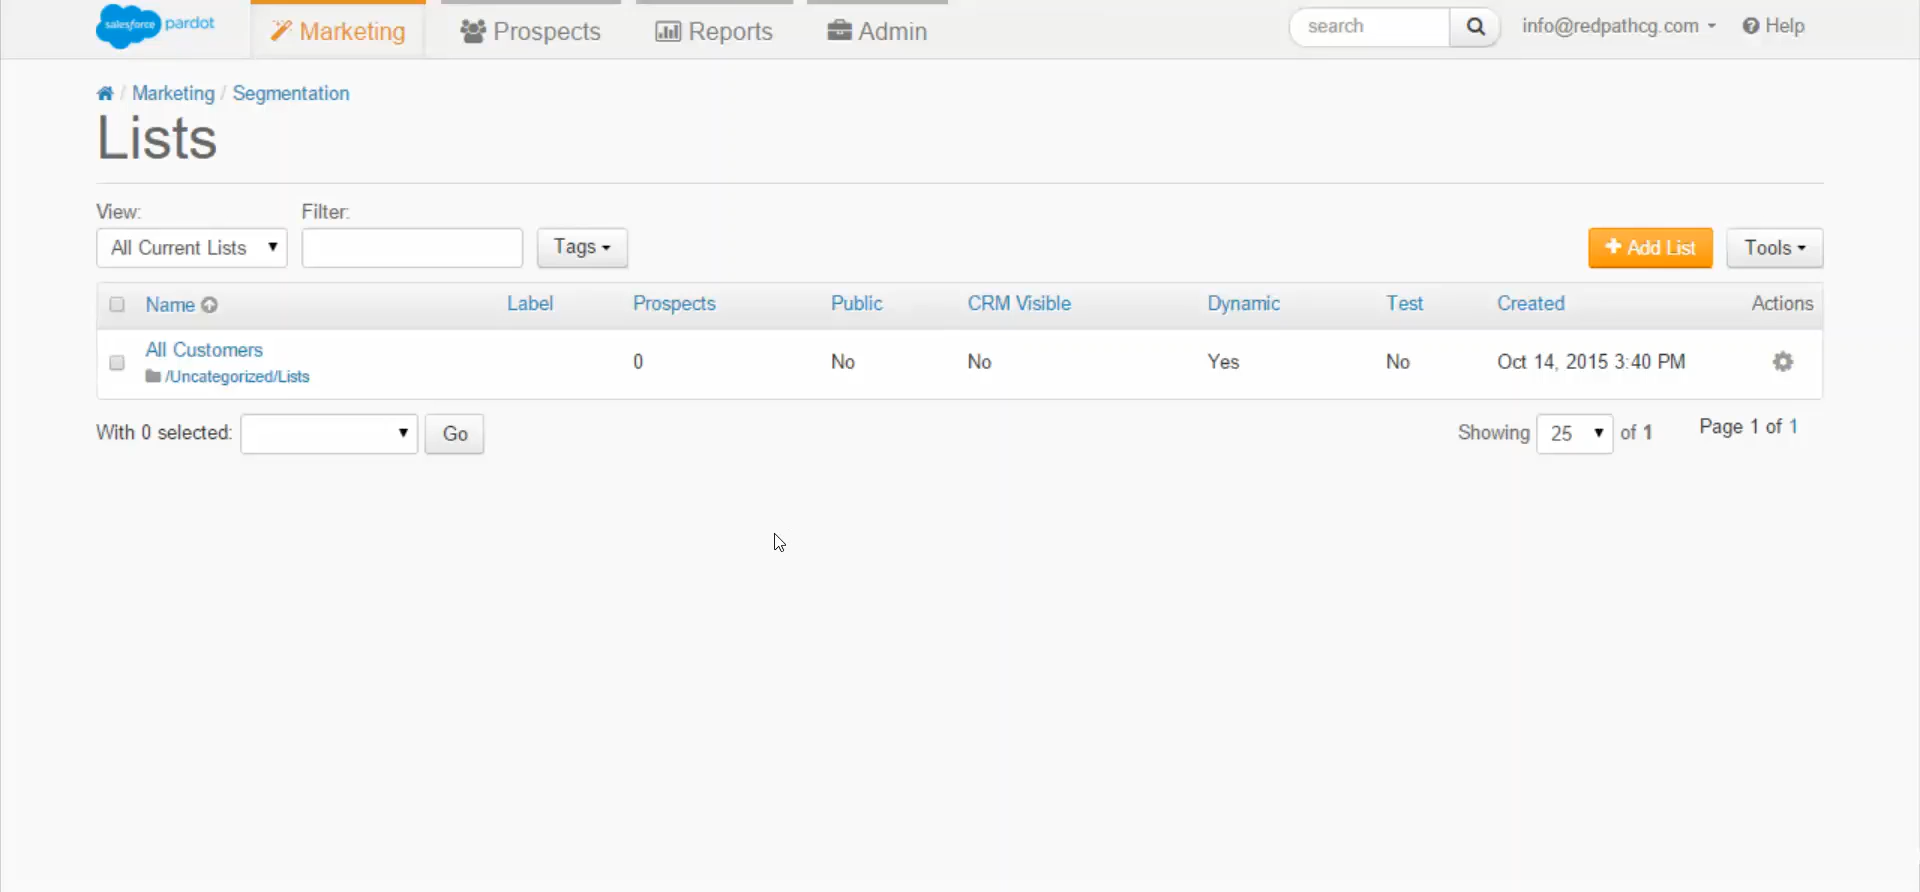 salesforce pardot
Marketing
Prospects
Reports
Admin
search
info@redpathcg.com
Help
/ Marketing / Segmentation
Lists
View:
Filter:
All Current Lists
Tags
+ Add List
Tools
Name
Label
Prospects
Public
CRM Visible
Dynamic
Test
Created
Actions
All Customers
/Uncategorized/Lists
0
No
No
Yes
No
Oct 14, 2015 3:40 PM
With 0 selected:
Go
Showing 25 of 1
Page 1 of 1